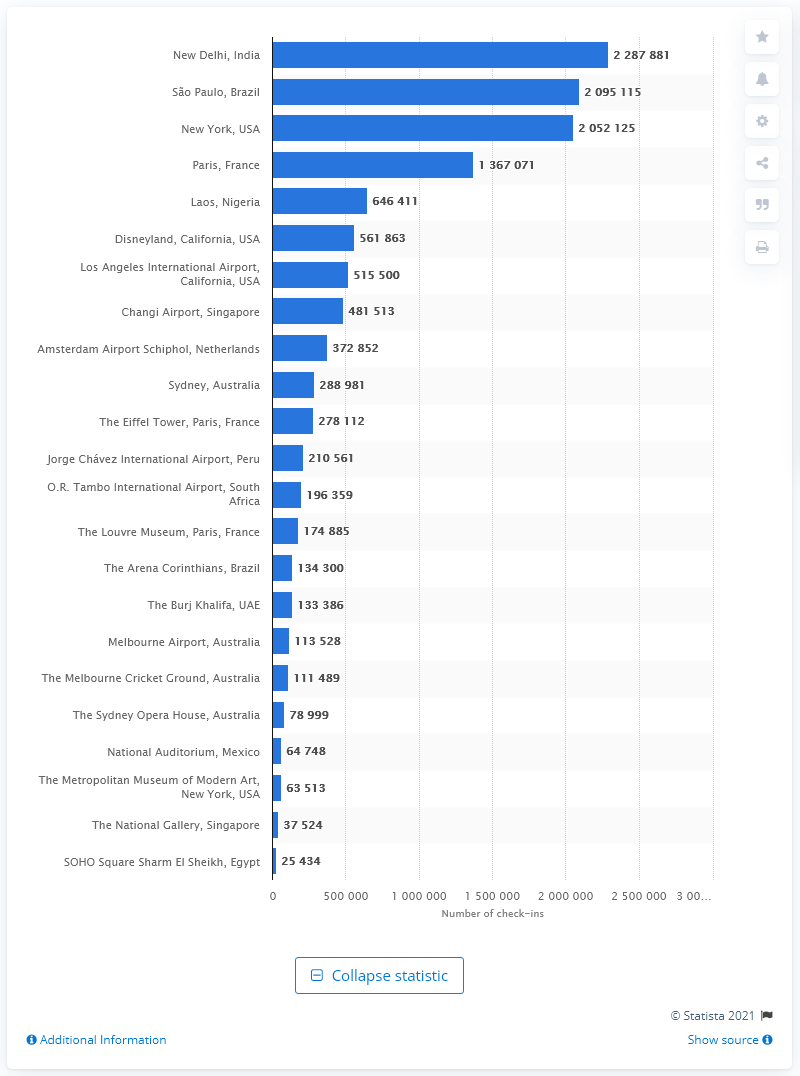 New Delhi, India 2 287 881
São Paulo, Brazil 2 095 115
New York, USA 2 052 125
Paris, France 1 367 071
Laos, Nigeria 646 411
Disneyland, California, USA 561 863
Los Angeles International Airport,
California, USA 515 500
Changi Airport, Singapore 481 513
Amsterdam Airport Schiphol, Netherlands 372 852
Sydney, Australia 288 981
The Eiffel Tower, Paris, France 278 112
Jorge Chávez International Airport, Peru 210 561
O.R. Tambo International Airport, South
Africa 196 359
The Louvre Museum, Paris, France 174 885
The Arena Corinthians, Brazil 134 300
The Burj Khalifa, UAE 133 386
Melbourne Airport, Australia 113 528
The Melbourne Cricket Ground, Australia 111 489
The Sydney Opera House, Australia 78 999
National Auditorium, Mexico 64 748
The Metropolitan Museum of Modern Art,
New York, USA 63 513
The National Gallery, Singapore 37 524
SOHO Square Sharm El Sheikh, Egypt 25 434
0 500 000 1 000 000 1 500 000 2 000 000 2 500 000 3 00…
Number of check-ins
Collapse statistic
© Statista 2021
Additional Information Show source